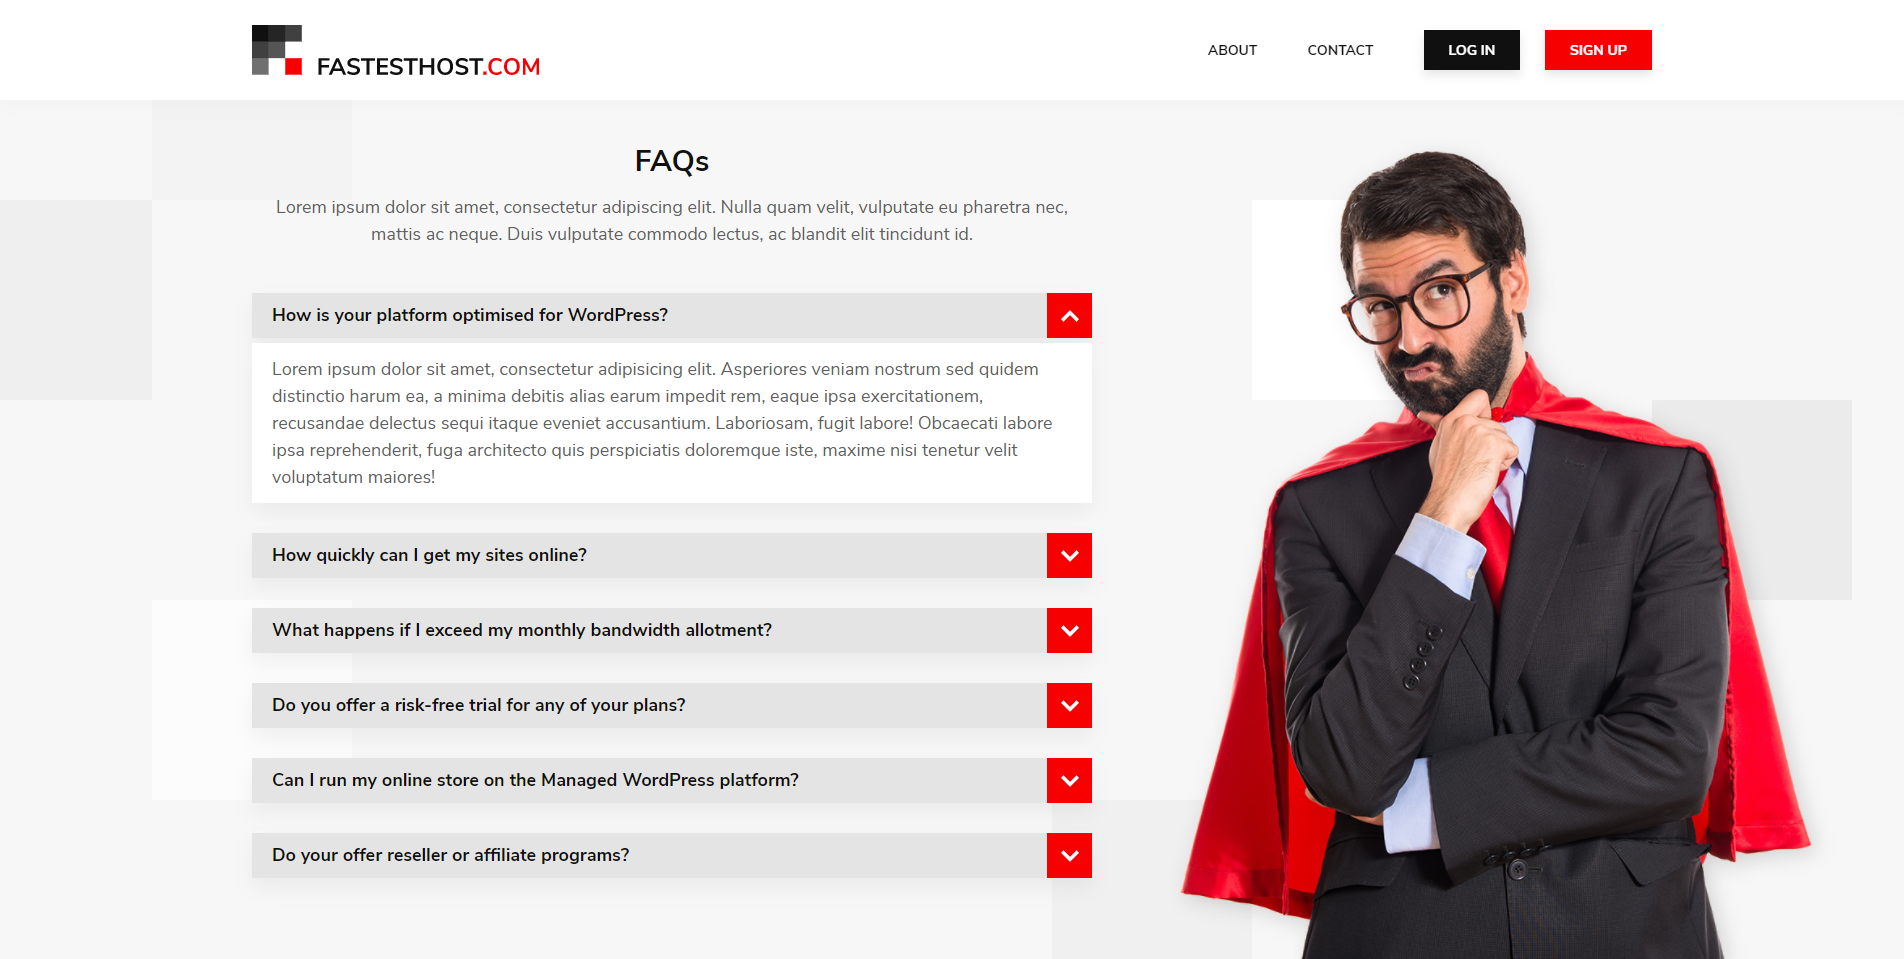 FASTESTHOST.COM
ABOUT
CONTACT
LOG IN
SIGN UP
FAQs
Lorem ipsum dolor sit amet, consectetur adipiscing elit. Nulla quam velit, vulputate eu pharetra nec,
mattis ac neque. Duis vulputate commodo lectus, ac blandit elit tincidunt id.
How is your platform optimised for WordPress?
Lorem ipsum dolor sit amet, consectetur adipisicing elit. Asperiores veniam nostrum sed quidem
distinctio harum ea, a minima debitis alias earum impedit rem, eaque ipsa exercitationem,
recusandae delectus sequi itaque eveniet accusantium. Laboriosam, fugit labore! Obcaecati labore
ipsa reprehenderit, fuga architecto quis perspiciatis doloremque iste, maxime nisi tenetur velit
voluptatum maiores!
How quickly can I get my sites online?
What happens if I exceed my monthly bandwidth allotment?
Do you offer a risk-free trial for any of your plans?
Can I run my online store on the Managed WordPress platform?
Do your offer reseller or affiliate programs?